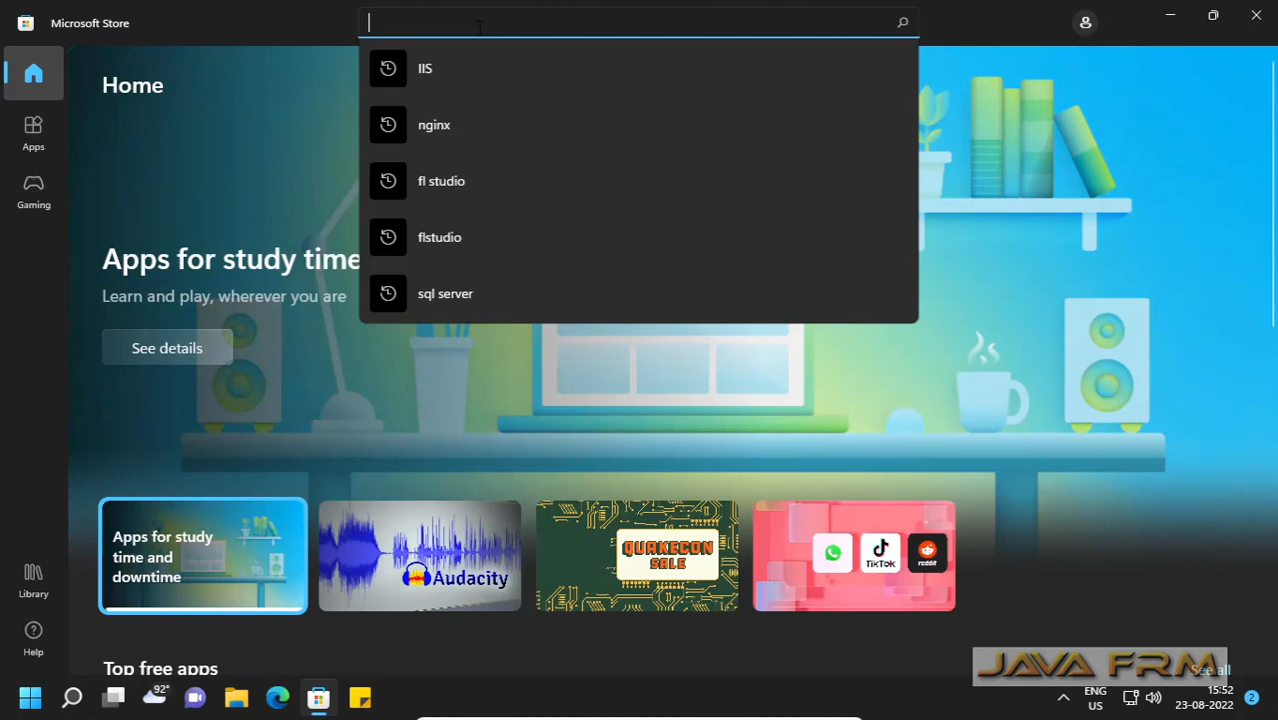 Microsoft Store
IIS
nginx
fl studio
flstudio
sql server
Home
Apps
Gaming
Apps for study time
Learn and play, wherever you are
See details
Apps for study
time and
downtime
Audacity
QUAKECON
SALE
TikTok
reddit
Library
Help
Top free apps
See all
JAVA FRM
92°
ENG
US
15:52
23-08-2022
2